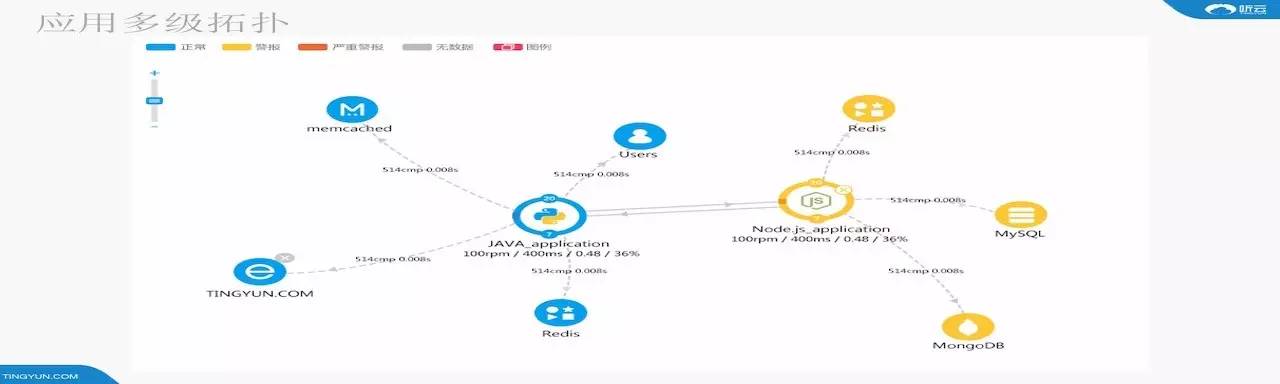 应用多级拓扑
听云
正常 警报 严重警报 无数据 图例
memcached
Users
Redis
514cmp 0.008s
514cmp 0.008s
514cmp 0.008s
20
JS
514cmp 0.008s
7
MySQL
7
JAVA_application
100rpm / 400ms / 0.48 / 36%
Node.js_application
100rpm / 400ms / 0.48 / 36%
514cmp 0.008s
514cmp 0.008s
514cmp 0.008s
TINGYUN.COM
Redis
MongoDB
TINGYUN.COM